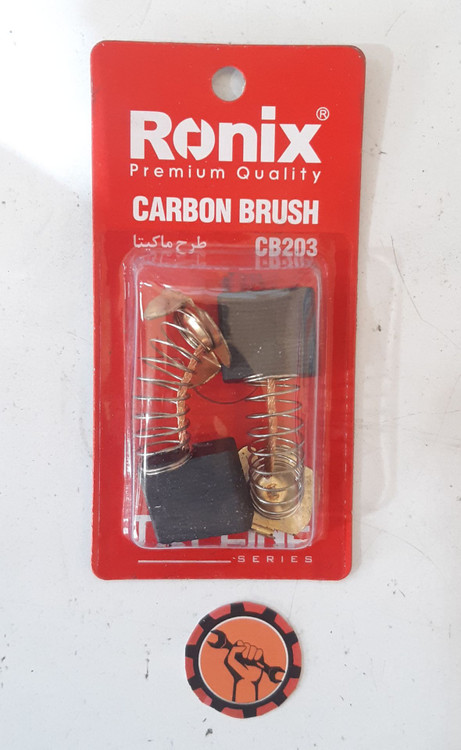 Ronix®
Premium Quality
CARBON BRUSH
طرح ماکیتا CB203
SERIES